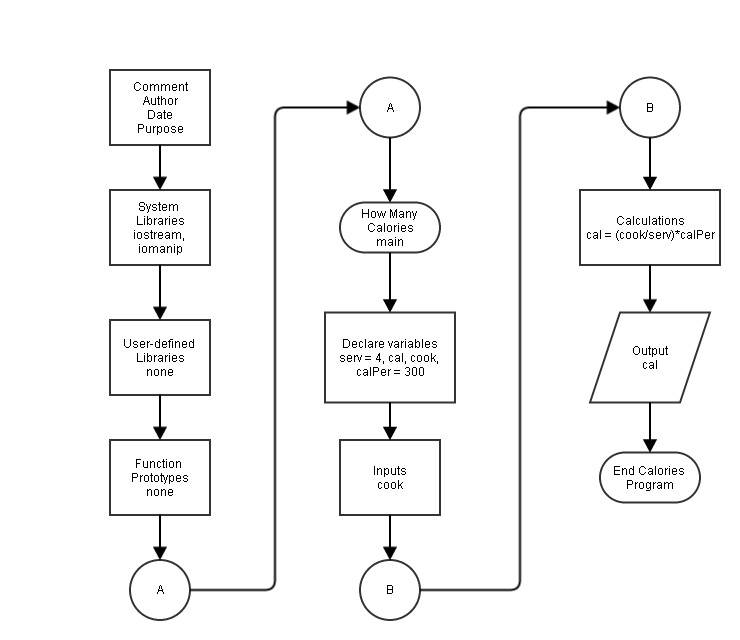 Comment
Author
Date
Purpose
System
Libraries
iostream,
iomanip
User-defined
Libraries
none
Function
Prototypes
none
A
A
How Many
Calories
main
Declare variables
serv = 4, cal, cook,
calPer = 300
Inputs
cook
B
B
Calculations
cal = (cook/serv)*calPer
Output
cal
End Calories
Program